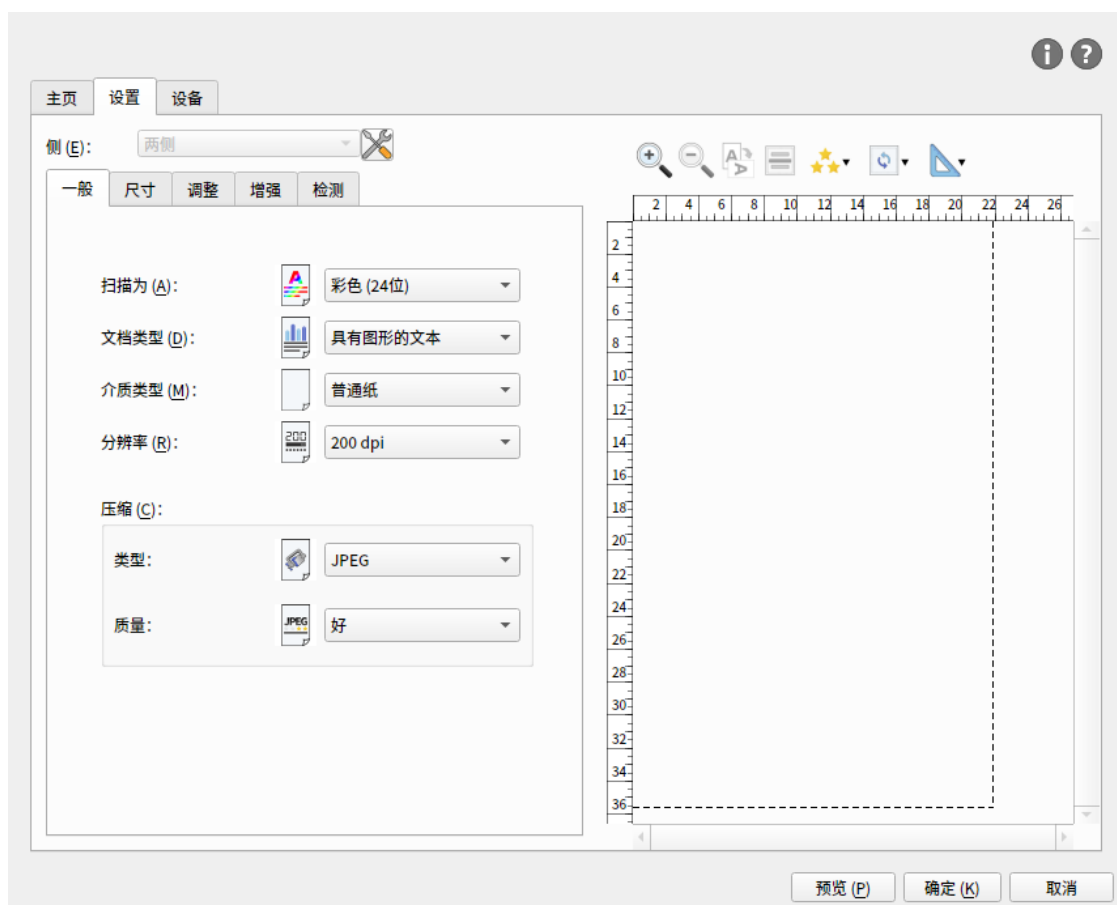 主页 设置 设备
侧 (E): 两侧
一般 尺寸 调整 增强 检测
2 4 6 8 10 12 14 16 18 20 22 24 26
2
4
6
8
10
12
14
16
18
20
22
24
26
28
30
32
34
36
扫描为 (A): 彩色 (24位)
文档类型 (D): 具有图形的文本
介质类型 (M): 普通纸
分辨率 (R): 200 200 dpi
压缩 (C):
类型: JPEG
质量: JPEG 好
预览 (P) 确定 (K) 取消